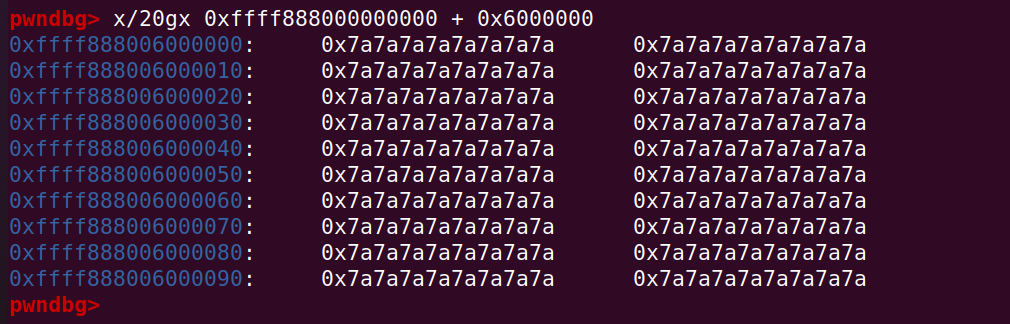 pwndbg> x/20gx 0xffff888000000000 + 0x6000000
0xffff888006000000: 0x7a7a7a7a7a7a7a7a 0x7a7a7a7a7a7a7a7a
0xffff888006000010: 0x7a7a7a7a7a7a7a7a 0x7a7a7a7a7a7a7a7a
0xffff888006000020: 0x7a7a7a7a7a7a7a7a 0x7a7a7a7a7a7a7a7a
0xffff888006000030: 0x7a7a7a7a7a7a7a7a 0x7a7a7a7a7a7a7a7a
0xffff888006000040: 0x7a7a7a7a7a7a7a7a 0x7a7a7a7a7a7a7a7a
0xffff888006000050: 0x7a7a7a7a7a7a7a7a 0x7a7a7a7a7a7a7a7a
0xffff888006000060: 0x7a7a7a7a7a7a7a7a 0x7a7a7a7a7a7a7a7a
0xffff888006000070: 0x7a7a7a7a7a7a7a7a 0x7a7a7a7a7a7a7a7a
0xffff888006000080: 0x7a7a7a7a7a7a7a7a 0x7a7a7a7a7a7a7a7a
0xffff888006000090: 0x7a7a7a7a7a7a7a7a 0x7a7a7a7a7a7a7a7a
pwndbg>